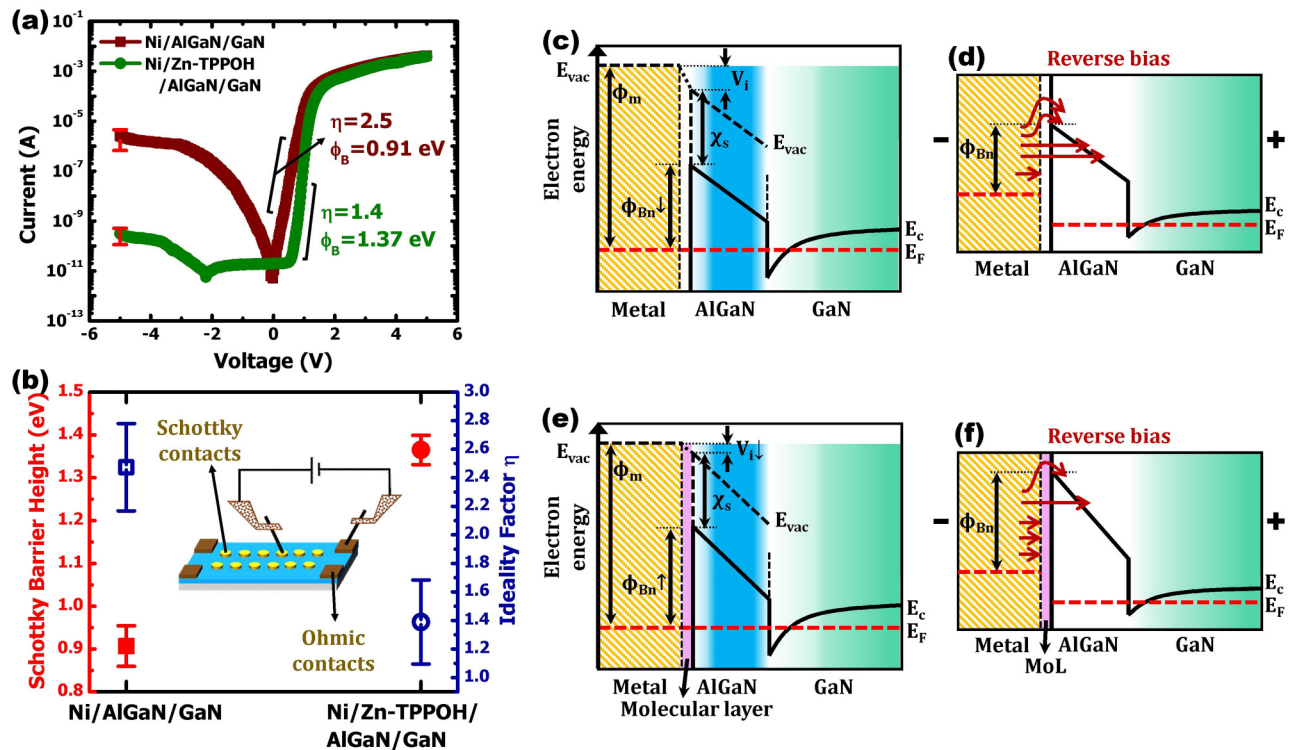 (a)
10⁻¹
10⁻³
10⁻⁵
10⁻⁷
10⁻⁹
10⁻¹¹
10⁻¹³
Current (A)
Ni/AlGaN/GaN
Ni/Zn-TPPOH
/AlGaN/GaN
η=2.5
ϕB=0.91 eV
η=1.4
ϕB=1.37 eV
-6 -4 -2 0 2 4 6
Voltage (V)
(b)
Schottky Barrier Height (eV)
1.5
1.4
1.3
1.2
1.1
1.0
0.9
0.8
Schottky
contacts
Ohmic
contacts
3.0
2.8
2.6
2.4
2.2
2.0
1.8
1.6
1.4
1.2
1.0
Ideality Factor η
Ni/AlGaN/GaN
Ni/Zn-TPPOH/
AlGaN/GaN
(c)
Evac
Electron
energy
ϕm
Vi
χs
Evac
ϕBn↓
Ec
EF
Metal
AlGaN
GaN
(d)
Reverse bias
-
+
ϕBn
Ec
EF
Metal
AlGaN
GaN
(e)
Evac
Electron
energy
ϕm
Vi↓
χs
Evac
ϕBn↑
Ec
EF
Metal
AlGaN
GaN
Molecular layer
(f)
Reverse bias
-
+
ϕBn
Ec
EF
Metal
AlGaN
GaN
MoL